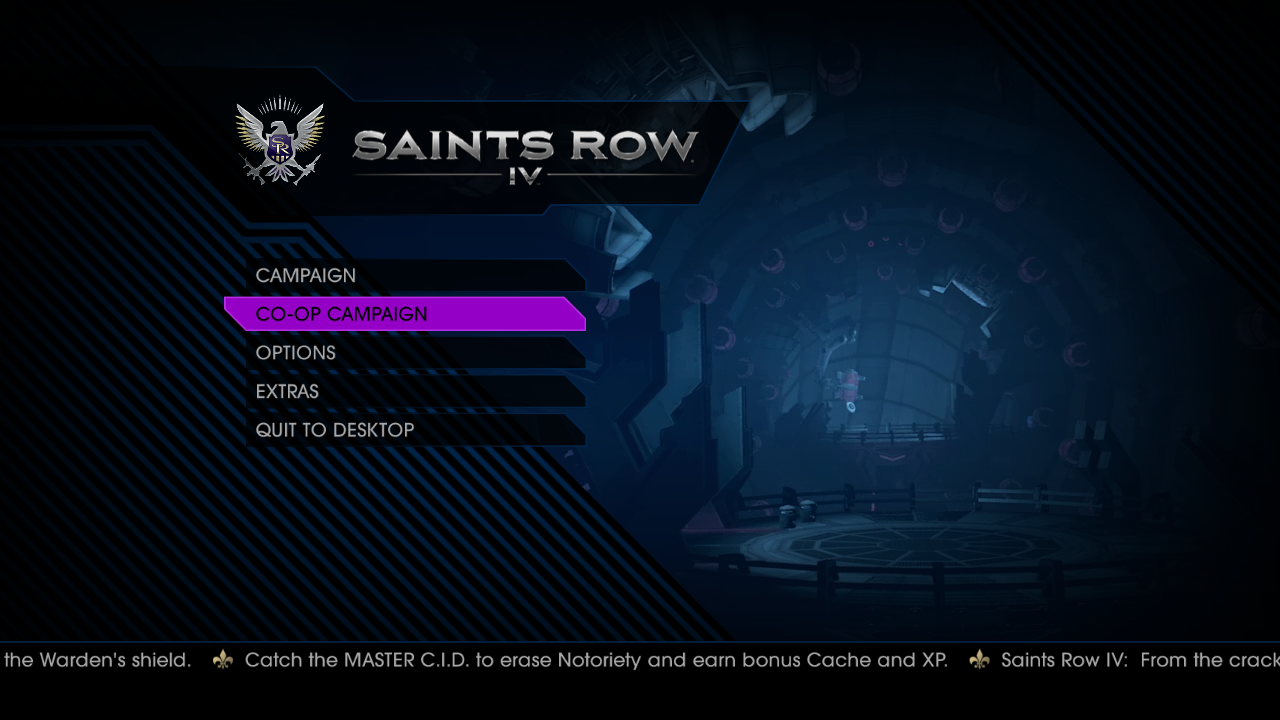 SR
SAINTS ROW
IV
CAMPAIGN
CO-OP CAMPAIGN
OPTIONS
EXTRAS
QUIT TO DESKTOP
the Warden's shield. Catch the MASTER C.I.D. to erase Notoriety and earn bonus Cache and XP. Saints Row IV: From the crack